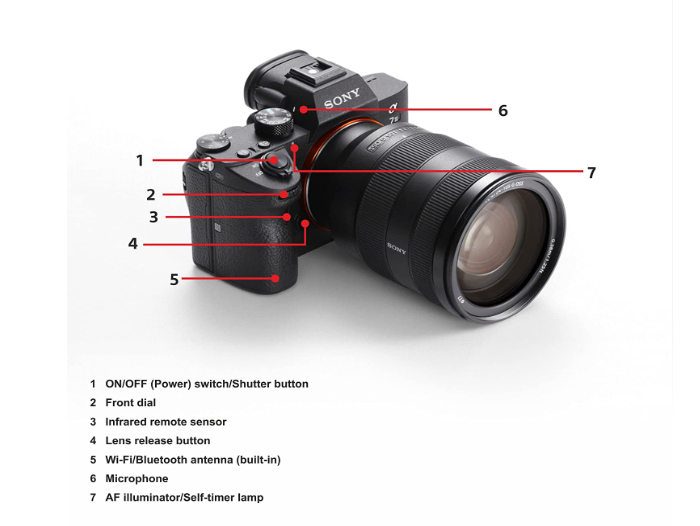 SONY
α
7 III
6
1
7
2
3
4
SONY
5
1 ON/OFF (Power) switch/Shutter button
2 Front dial
3 Infrared remote sensor
4 Lens release button
5 Wi-Fi/Bluetooth antenna (built-in)
6 Microphone
7 AF illuminator/Self-timer lamp